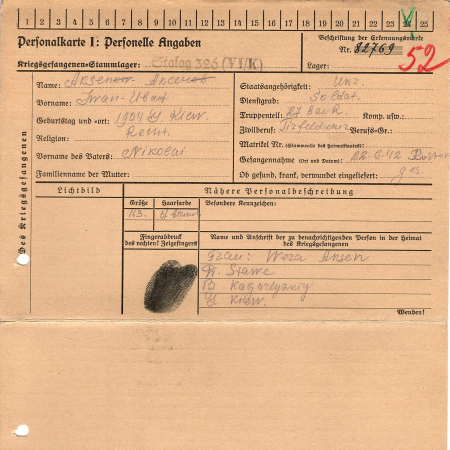 1 2 3 4 5 6 7 8 9 10 11 12 13 14 15 16 17 18 19 20 21 22 23 24 25
Personalkarte I: Personelle Angaben
Beschriftung der Erkennungsmarke
Nr. 82769
Kriegsgefangenen-Stammlager: Stalag 326 (VI/K)
Lager:
52
Des Kriegsgefangenen
Name:
Staatsangehörigkeit: Ukr.
Vorname: Iwan
Dienstgrad: Soldat.
Geburtstag und -ort: 1904 Kiew.
Truppenteil: Komp. usw.:
Religion: Recht.
Zivilberuf: Berufs-Gr.:
Matrikel Nr. (Stammrolle des Heimatstaates):
Vorname des Vaters: Nikolai
Gefangennahme (Ort und Datum):
Familienname der Mutter:
Ob gesund, krank, verwundet eingeliefert: ges.
Lichtbild
Nähere Personalbeschreibung
Größe
Haarfarbe
Besondere Kennzeichen:
163.
Fingerabdruck
des rechten! Zeigefingers
Name und Anschrift der zu benachrichtigenden Person in der Heimat
des Kriegsgefangenen
Frau: Wera Aksen
Kiew.
Wenden!